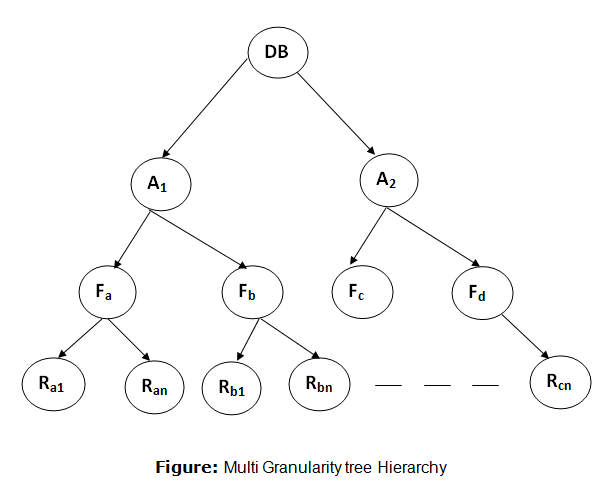 DB
A1 A2
Fa Fb Fc Fd
Ra1 Ran Rb1 Rbn Rcn
Figure: Multi Granularity tree Hierarchy